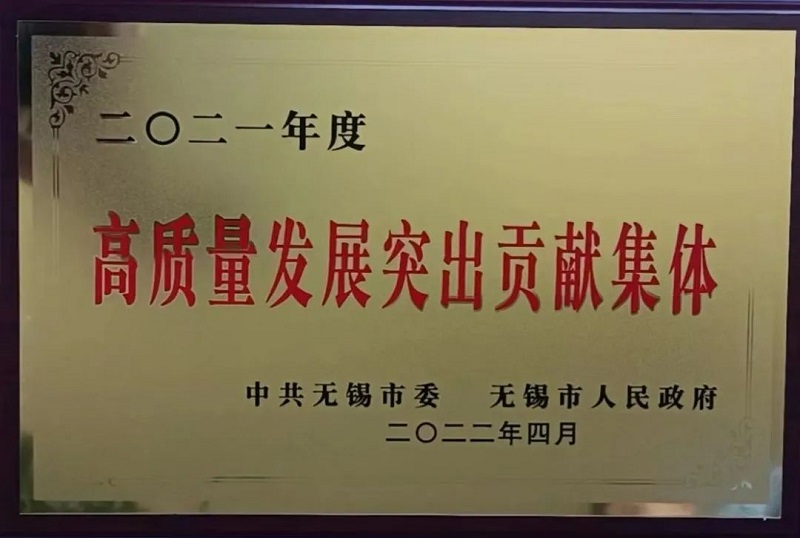 二〇二一年度
高质量发展突出贡献集体
中共无锡市委 无锡市人民政府
二〇二二年四月